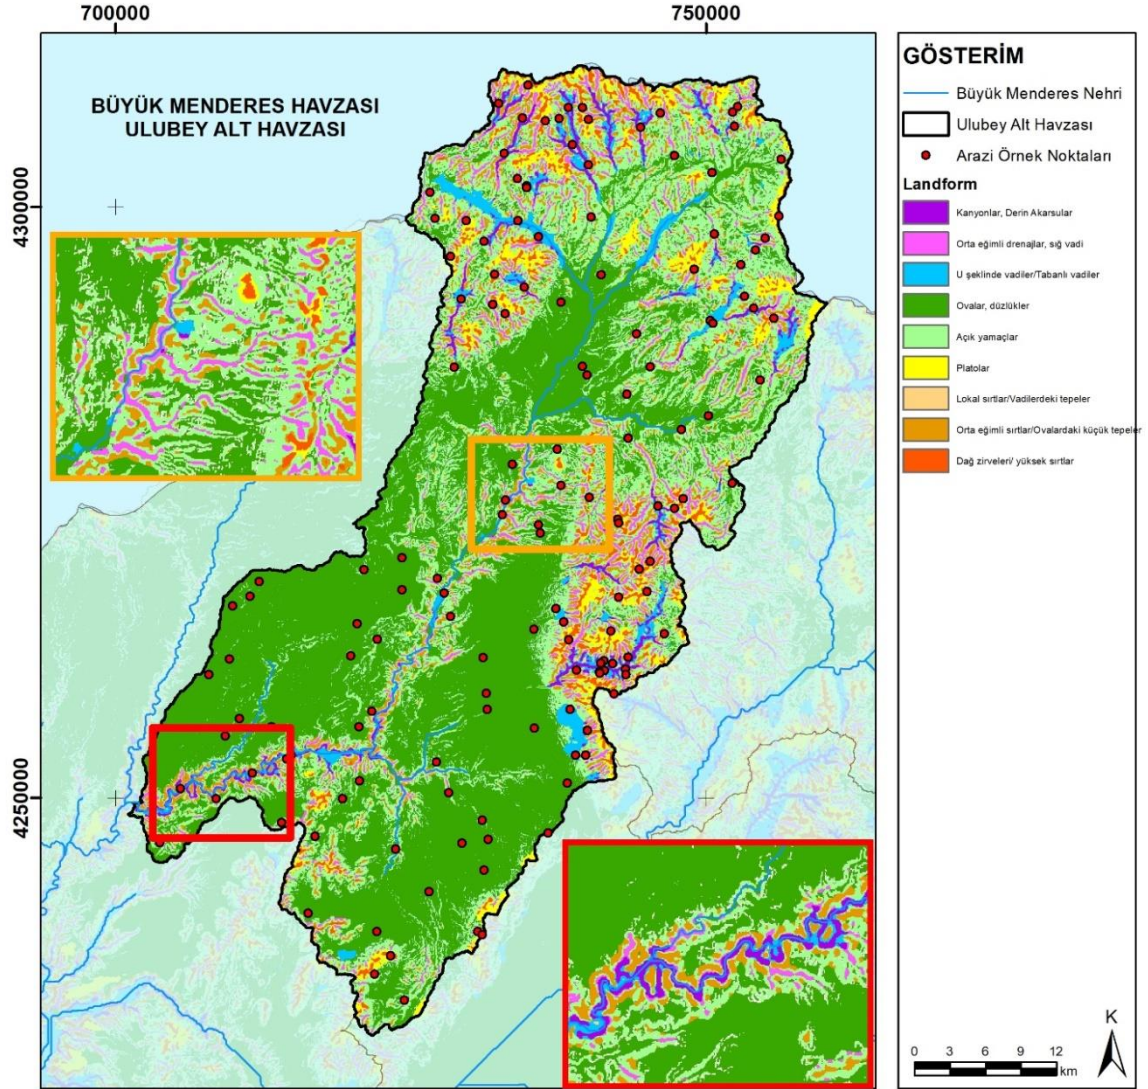 700000
750000
BÜYÜK MENDERES HAVZASI
ULUBEY ALT HAVZASI
4300000
4250000
GÖSTERİM
Büyük Menderes Nehri
Ulubey Alt Havzası
Arazi Örnek Noktaları
Landform
Kanyonlar, Derin Akarsular
Orta eğimli drenajlar, sığ vadi
U şeklinde vadiler/Tabanlı vadiler
Ovalar, düzlükler
Açık yamaçlar
Platolar
Lokal sırtlar/Vadilerdeki tepeler
Orta eğimli sırtlar/Ovalardaki küçük tepeler
Dağ zirveleri/ yüksek sırtlar
K
0 3 6 9 12
km